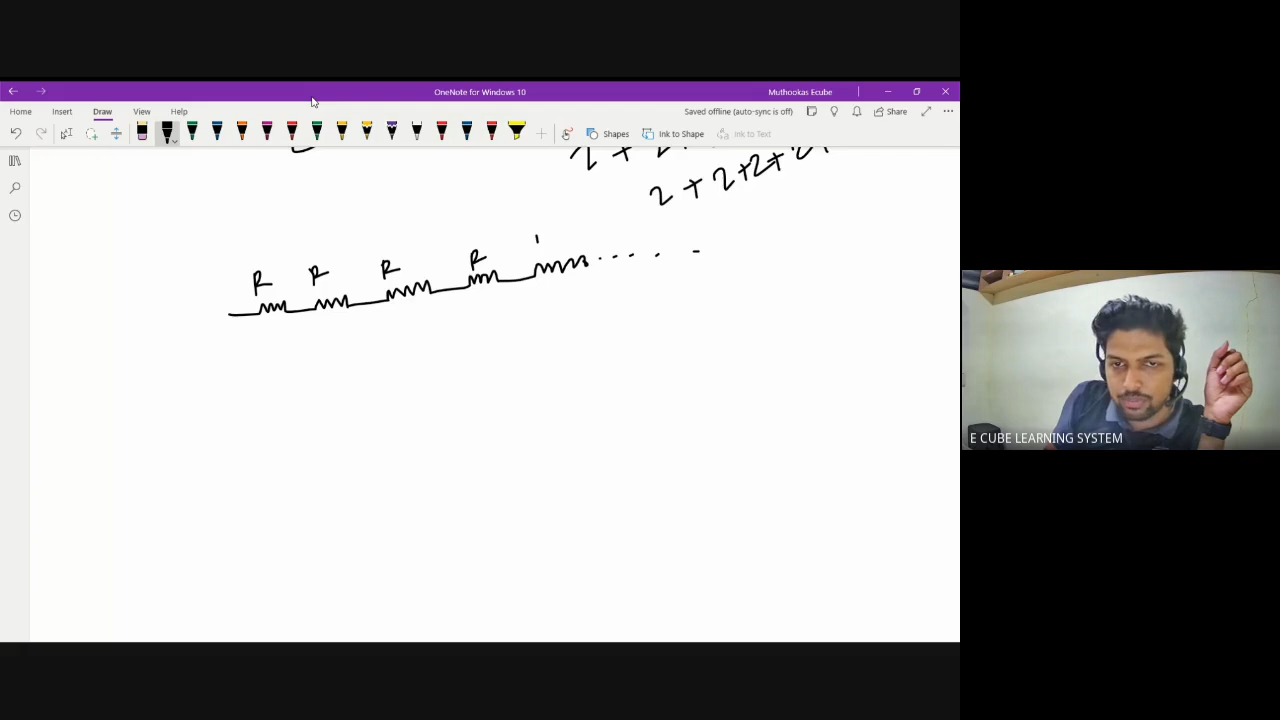 OneNote for Windows 10
Muthookas Ecube
Home Insert Draw View Help
Saved offline (auto-sync is off)
Share
Shapes
Ink to Shape
Ink to Text
2 + 2+2+2+
R R R R
E CUBE LEARNING SYSTEM